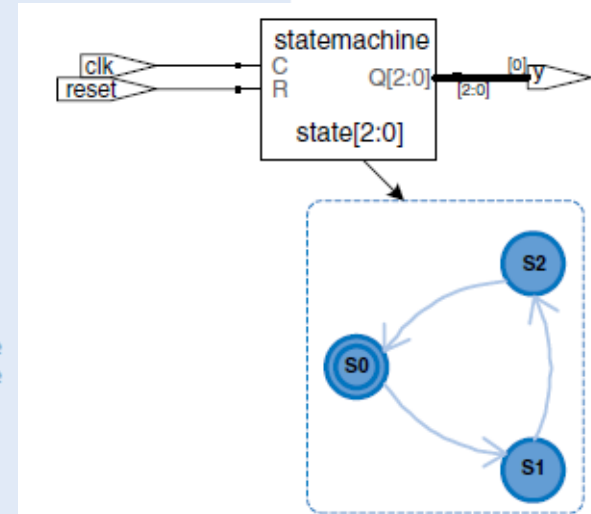 statemachine
clk
C
reset
R
Q[2:0]
[2:0]
[0]
y
state[2:0]
S2
S0
S1